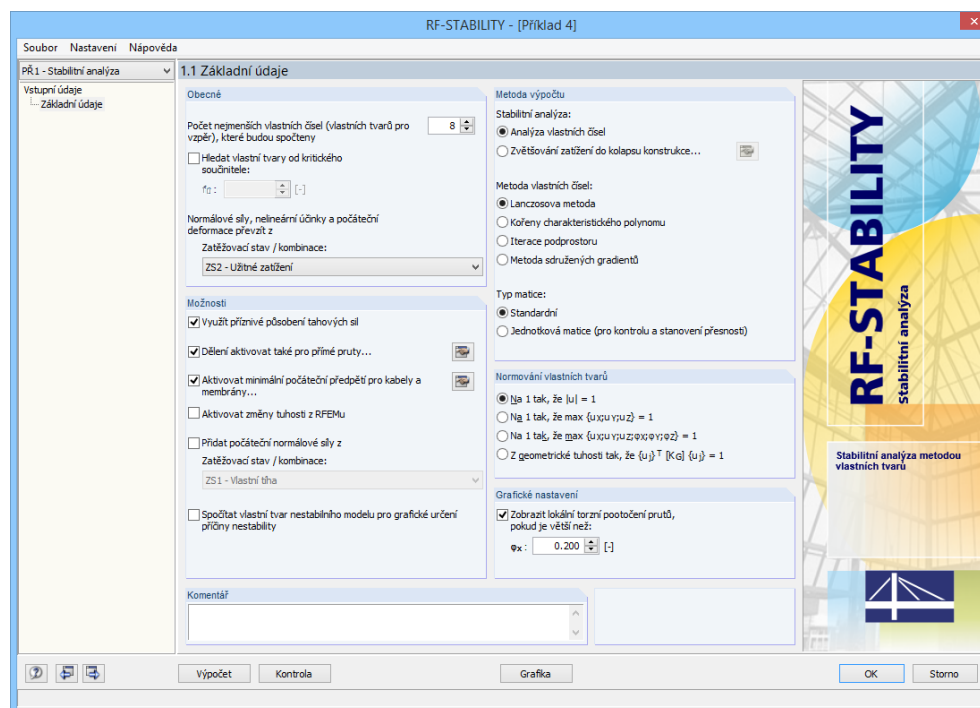 RF-STABILITY - [Příklad 4]
Soubor Nastavení Nápověda
PŘ1 - Stabilitní analýza
Vstupní údaje
Základní údaje
1.1 Základní údaje
Obecné
Počet nejmenších vlastních čísel (vlastních tvarů pro
vzpěr), které budou spočteny
8
Hledat vlastní tvary od kritického
součinitele:
[-]
Normálové síly, nelineární účinky a počáteční
deformace převzít z
Zatěžovací stav / kombinace:
ZS2 - Užitné zatížení
Možnosti
Využít příznivé působení tahových sil
Dělení aktivovat také pro přímé pruty...
Aktivovat minimální počáteční předpětí pro kabely a
membrány...
Aktivovat změny tuhosti z RFEMu
Přidat počáteční normálové síly z
Zatěžovací stav / kombinace:
ZS1 - Vlastní tíha
Spočítat vlastní tvar nestabilního modelu pro grafické určení
příčiny nestability
Metoda výpočtu
Stabilitní analýza:
Analýza vlastních čísel
Zvětšování zatížení do kolapsu konstrukce...
Metoda vlastních čísel:
Lanczosova metoda
Kořeny charakteristického polynomu
Iterace podprostoru
Metoda sdružených gradientů
Typ matice:
Standardní
Jednotková matice (pro kontrolu a stanovení přesnosti)
Normování vlastních tvarů
Na 1 tak, že |u| = 1
Na 1 tak, že max {ux;uY;uZ} = 1
Na 1 tak, že max {ux;uY;uZ;φx;φY;φZ} = 1
Z geometrické tuhosti tak, že {uj}ᵀ [KG] {uj} = 1
Grafické nastavení
Zobrazit lokální torzní pootočení prutů,
pokud je větší než:
φx : 0.200 [-]
Komentář
RF-STABILITY
Stabilitní analýza
Stabilitní analýza metodou
vlastních tvarů
Výpočet Kontrola Grafika OK Storno